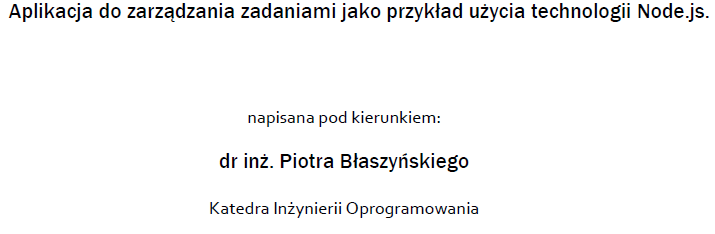 Aplikacja do zarządzania zadaniami jako przykład użycia technologii Node.js.
napisana pod kierunkiem:
dr inż. Piotra Błaszyńskiego
Katedra Inżynierii Oprogramowania